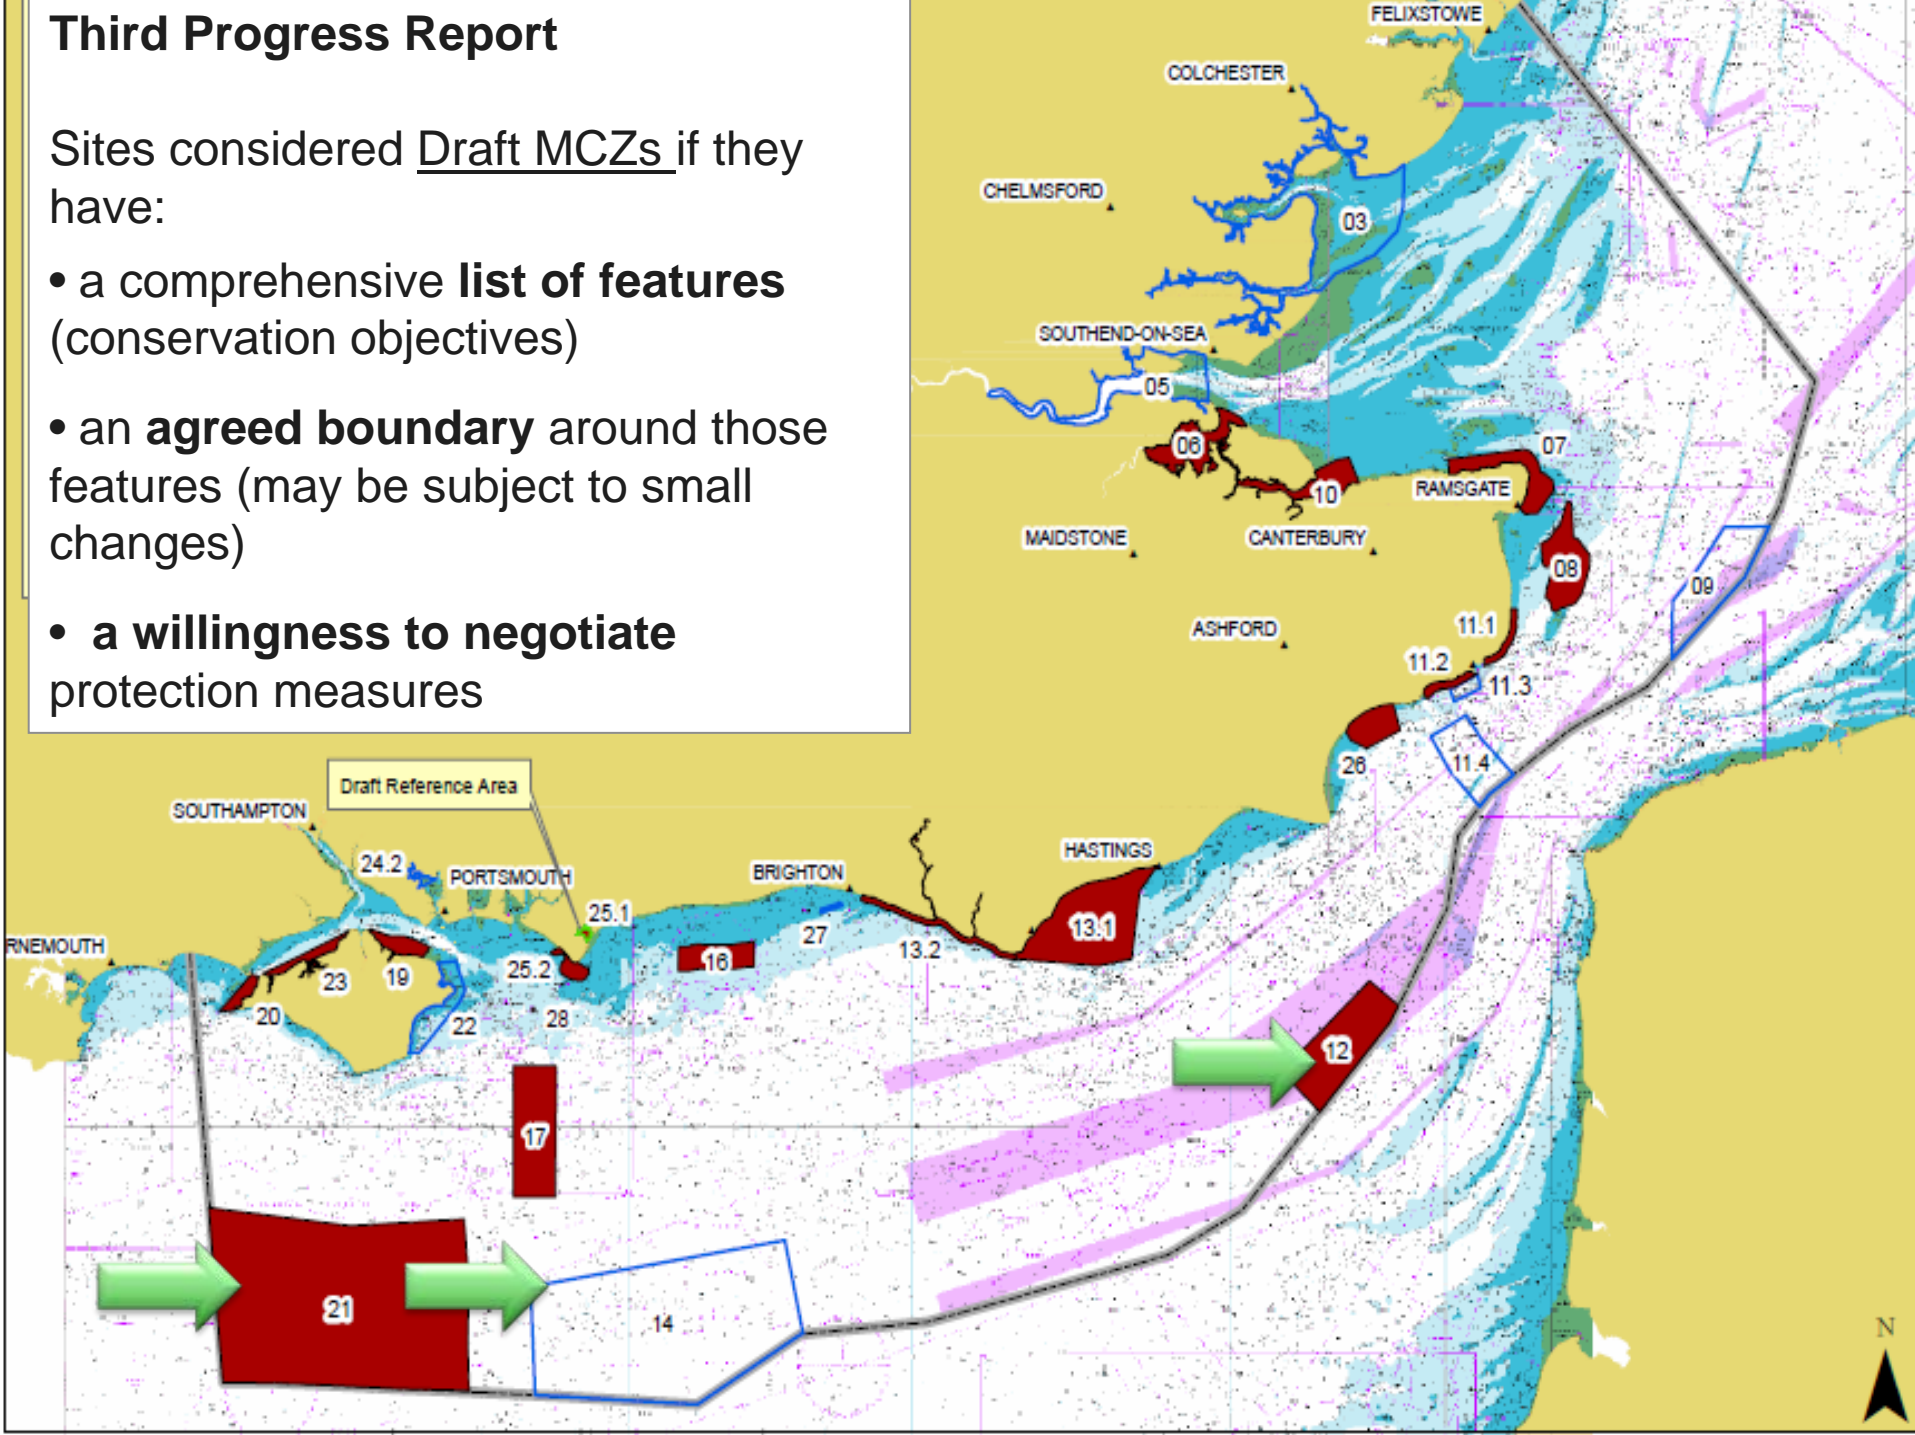 Third Progress Report
Sites considered Draft MCZs if they
have:
• a comprehensive list of features
(conservation objectives)
• an agreed boundary around those
features (may be subject to small
changes)
• a willingness to negotiate
protection measures
FELIXSTOWE
COLCHESTER
CHELMSFORD
03
SOUTHEND-ON-SEA
05
06
07
10
RAMSGATE
MAIDSTONE
CANTERBURY
08
09
ASHFORD
11.1
11.2
11.3
26
11.4
Draft Reference Area
SOUTHAMPTON
24.2
PORTSMOUTH
BRIGHTON
HASTINGS
25.1
RNEMOUTH
27
13.2
13.1
23
19
25.2
16
20
22
28
12
17
21
14
N